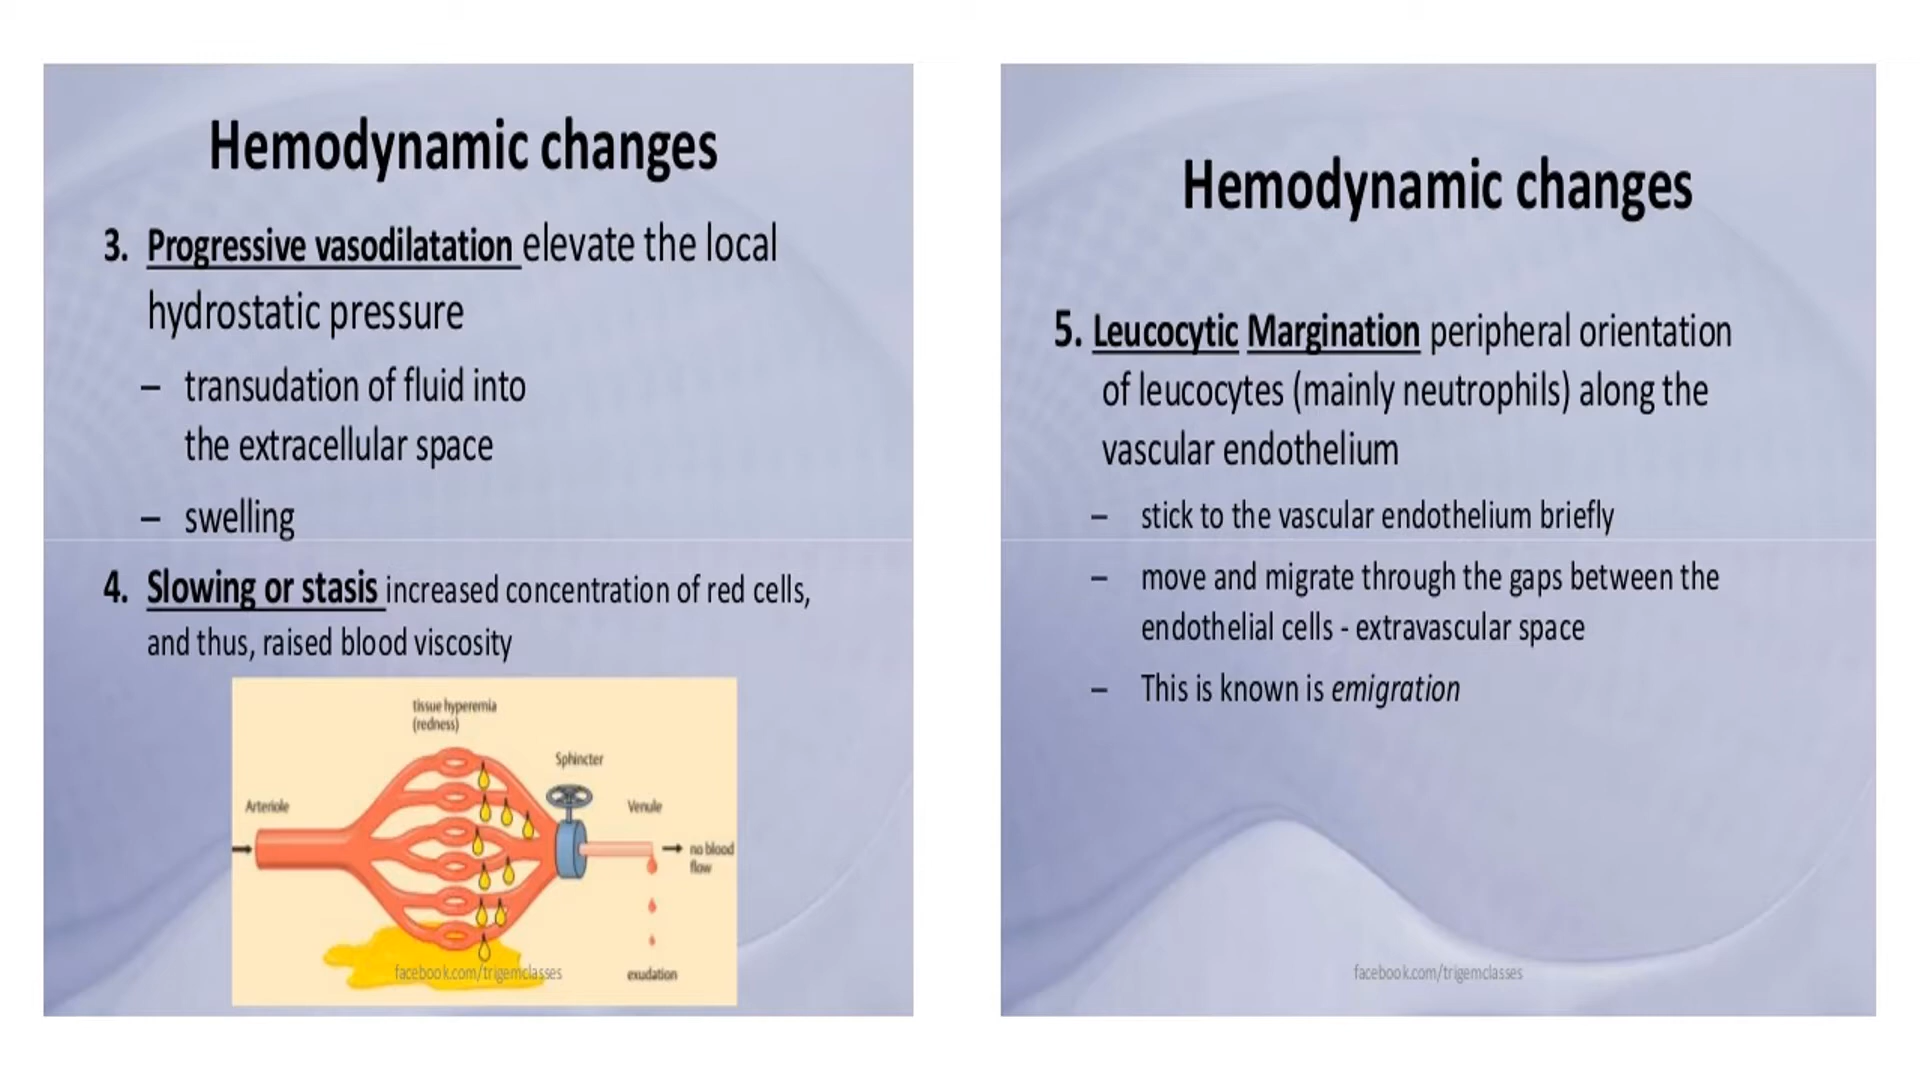 Hemodynamic changes
3. Progressive vasodilatation elevate the local
hydrostatic pressure
– transudation of fluid into
the extracellular space
– swelling
4. Slowing or stasis increased concentration of red cells,
and thus, raised blood viscosity
tissue hyperemia
(redness)
Sphincter
Arteriole
Venule
no blood
flow
exudation
facebook.com/trigemclasses
Hemodynamic changes
5. Leucocytic Margination peripheral orientation
of leucocytes (mainly neutrophils) along the
vascular endothelium
– stick to the vascular endothelium briefly
– move and migrate through the gaps between the
endothelial cells - extravascular space
– This is known is emigration
facebook.com/trigemclasses